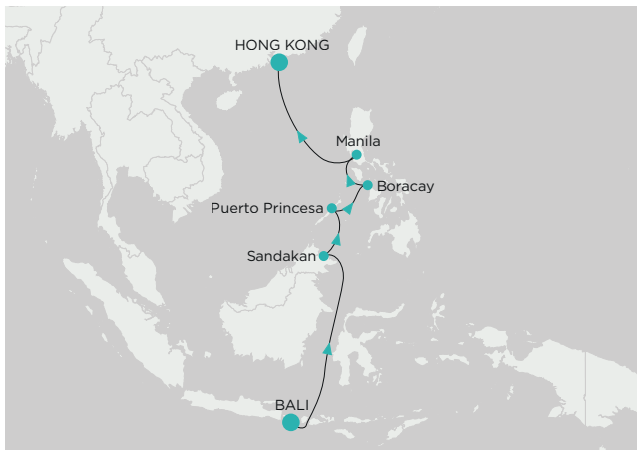 HONG KONG
Manila
Boracay
Puerto Princesa
Sandakan
BALI